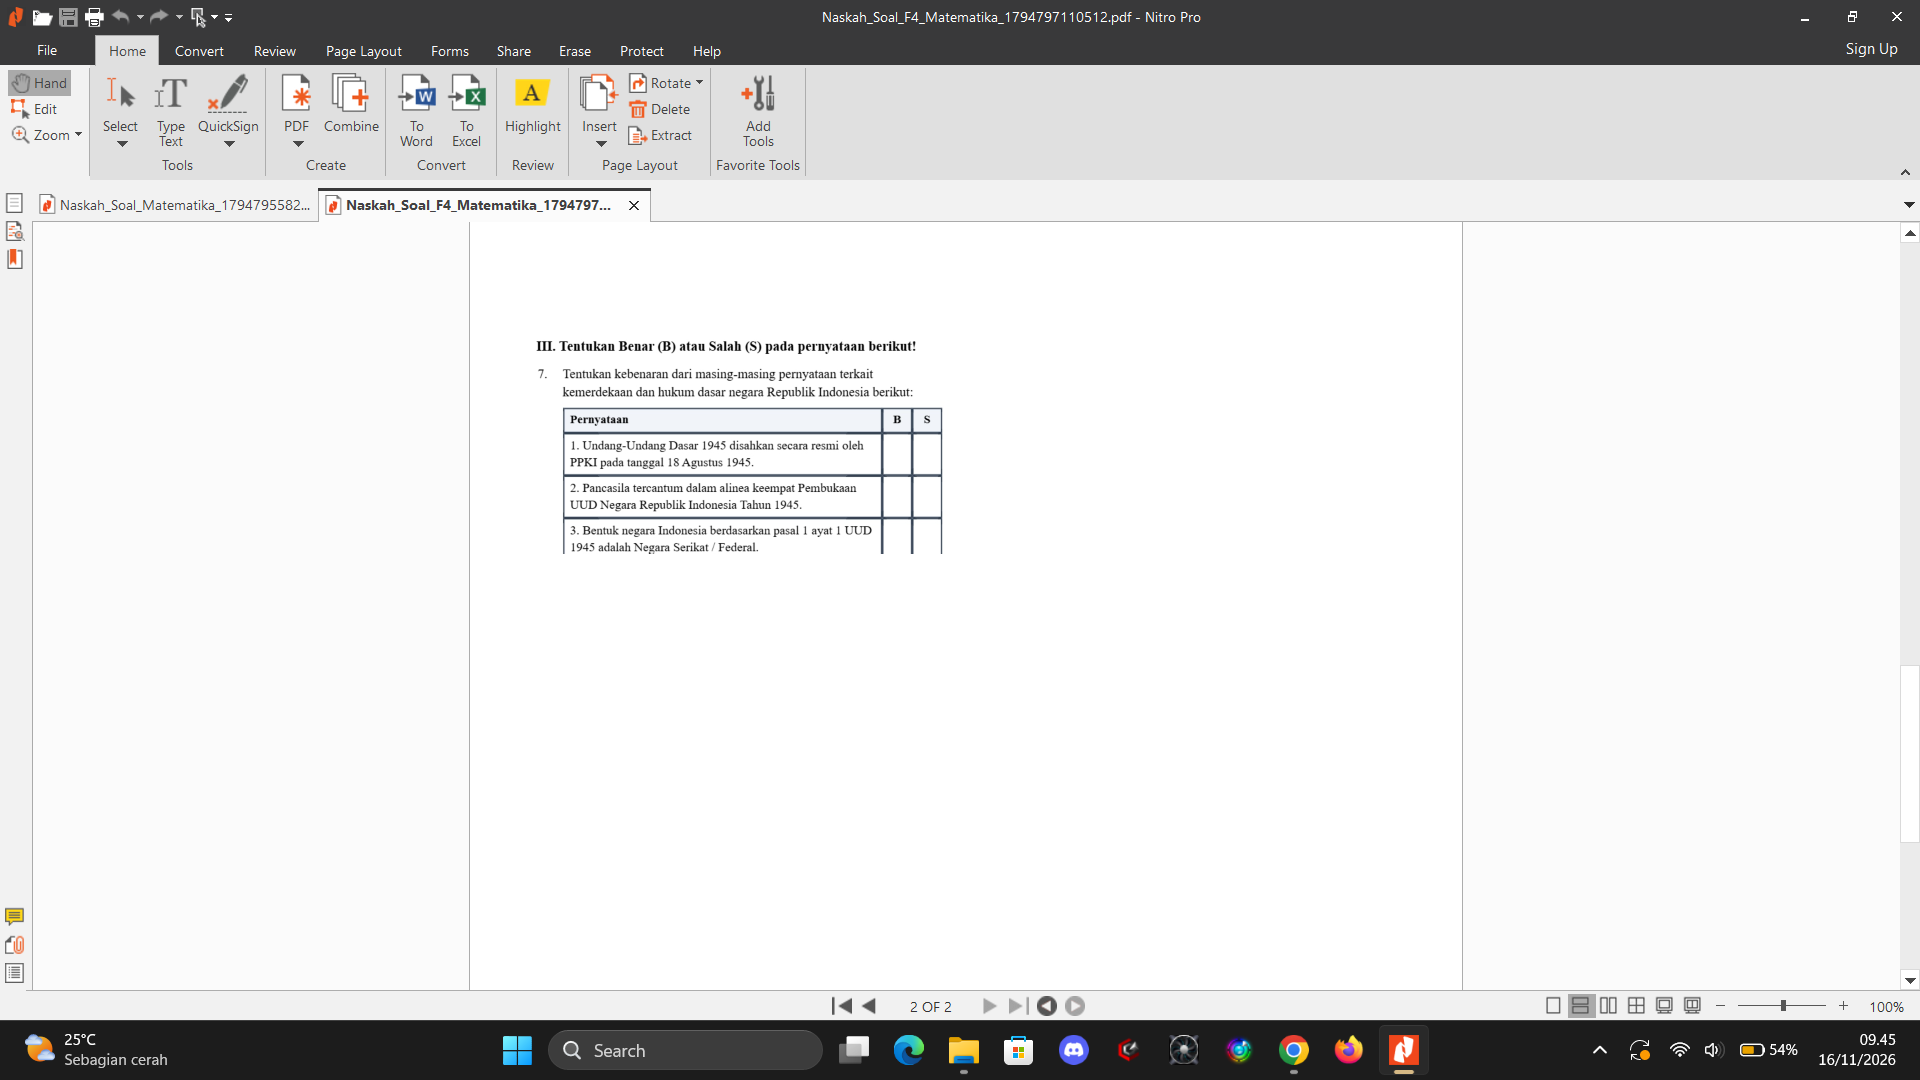 Naskah_Soal_F4_Matematika_1794797110512.pdf - Nitro Pro
File
Home
Convert
Review
Page Layout
Forms
Share
Erase
Protect
Help
Sign Up
Hand
Edit
Zoom
Select
Type Text
QuickSign
Tools
PDF
Combine
Create
To Word
To Excel
Convert
A
Highlight
Review
Insert
Rotate
Delete
Extract
Page Layout
Add Tools
Favorite Tools
Naskah_Soal_Matematika_1794795582...
Naskah_Soal_F4_Matematika_1794797...
III. Tentukan Benar (B) atau Salah (S) pada pernyataan berikut!
7. Tentukan kebenaran dari masing-masing pernyataan terkait
kemerdekaan dan hukum dasar negara Republik Indonesia berikut:
Pernyataan B S
1. Undang-Undang Dasar 1945 disahkan secara resmi oleh
PPKI pada tanggal 18 Agustus 1945.
2. Pancasila tercantum dalam alinea keempat Pembukaan
UUD Negara Republik Indonesia Tahun 1945.
3. Bentuk negara Indonesia berdasarkan pasal 1 ayat 1 UUD
1945 adalah Negara Serikat / Federal.
2 OF 2
100%
25°C
Sebagian cerah
Search
54%
09.45
16/11/2026